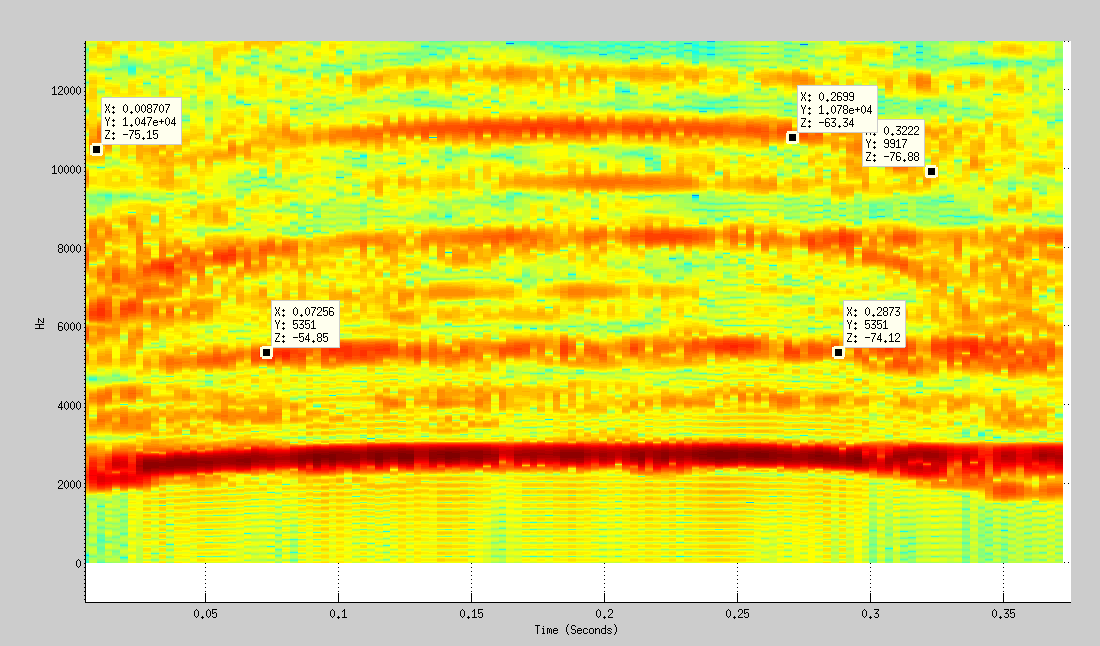 12000
10000
8000
6000
4000
2000
0
Hz
X: 0.008707
Y: 1.047e+04
Z: -75.15
X: 0.2699
Y: 1.078e+04
Z: -63.34
0.3222
Y: 9917
Z: -76.88
X: 0.07256
Y: 5351
Z: -54.85
X: 0.2873
Y: 5351
Z: -74.12
0.05
0.1
0.15
0.2
0.25
0.3
0.35
Time (Seconds)